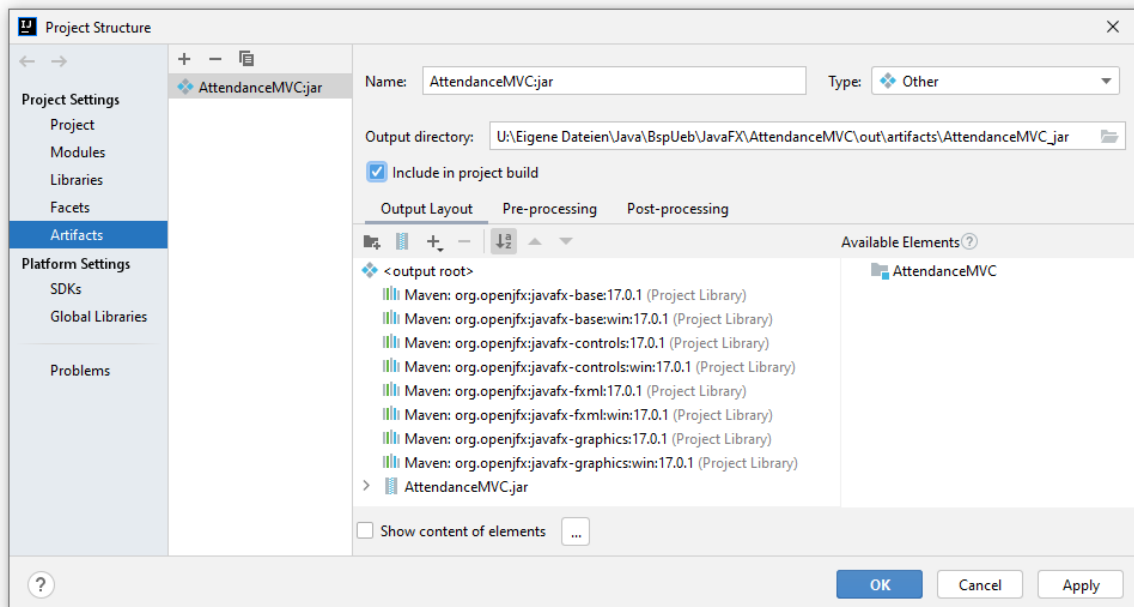 Project Structure
Project Settings
Project
Modules
Libraries
Facets
Artifacts
Platform Settings
SDKs
Global Libraries
Problems
AttendanceMVC:jar
Name: AttendanceMVC:jar Type: Other
Output directory: U:\Eigene Dateien\Java\BspUeb\JavaFX\AttendanceMVC\out\artifacts\AttendanceMVC_jar
Include in project build
Output Layout Pre-processing Post-processing
Available Elements ?
<output root>
Maven: org.openjfx:javafx-base:17.0.1 (Project Library)
Maven: org.openjfx:javafx-base:win:17.0.1 (Project Library)
Maven: org.openjfx:javafx-controls:17.0.1 (Project Library)
Maven: org.openjfx:javafx-controls:win:17.0.1 (Project Library)
Maven: org.openjfx:javafx-fxml:17.0.1 (Project Library)
Maven: org.openjfx:javafx-fxml:win:17.0.1 (Project Library)
Maven: org.openjfx:javafx-graphics:17.0.1 (Project Library)
Maven: org.openjfx:javafx-graphics:win:17.0.1 (Project Library)
AttendanceMVC.jar
AttendanceMVC
Show content of elements ...
? OK Cancel Apply